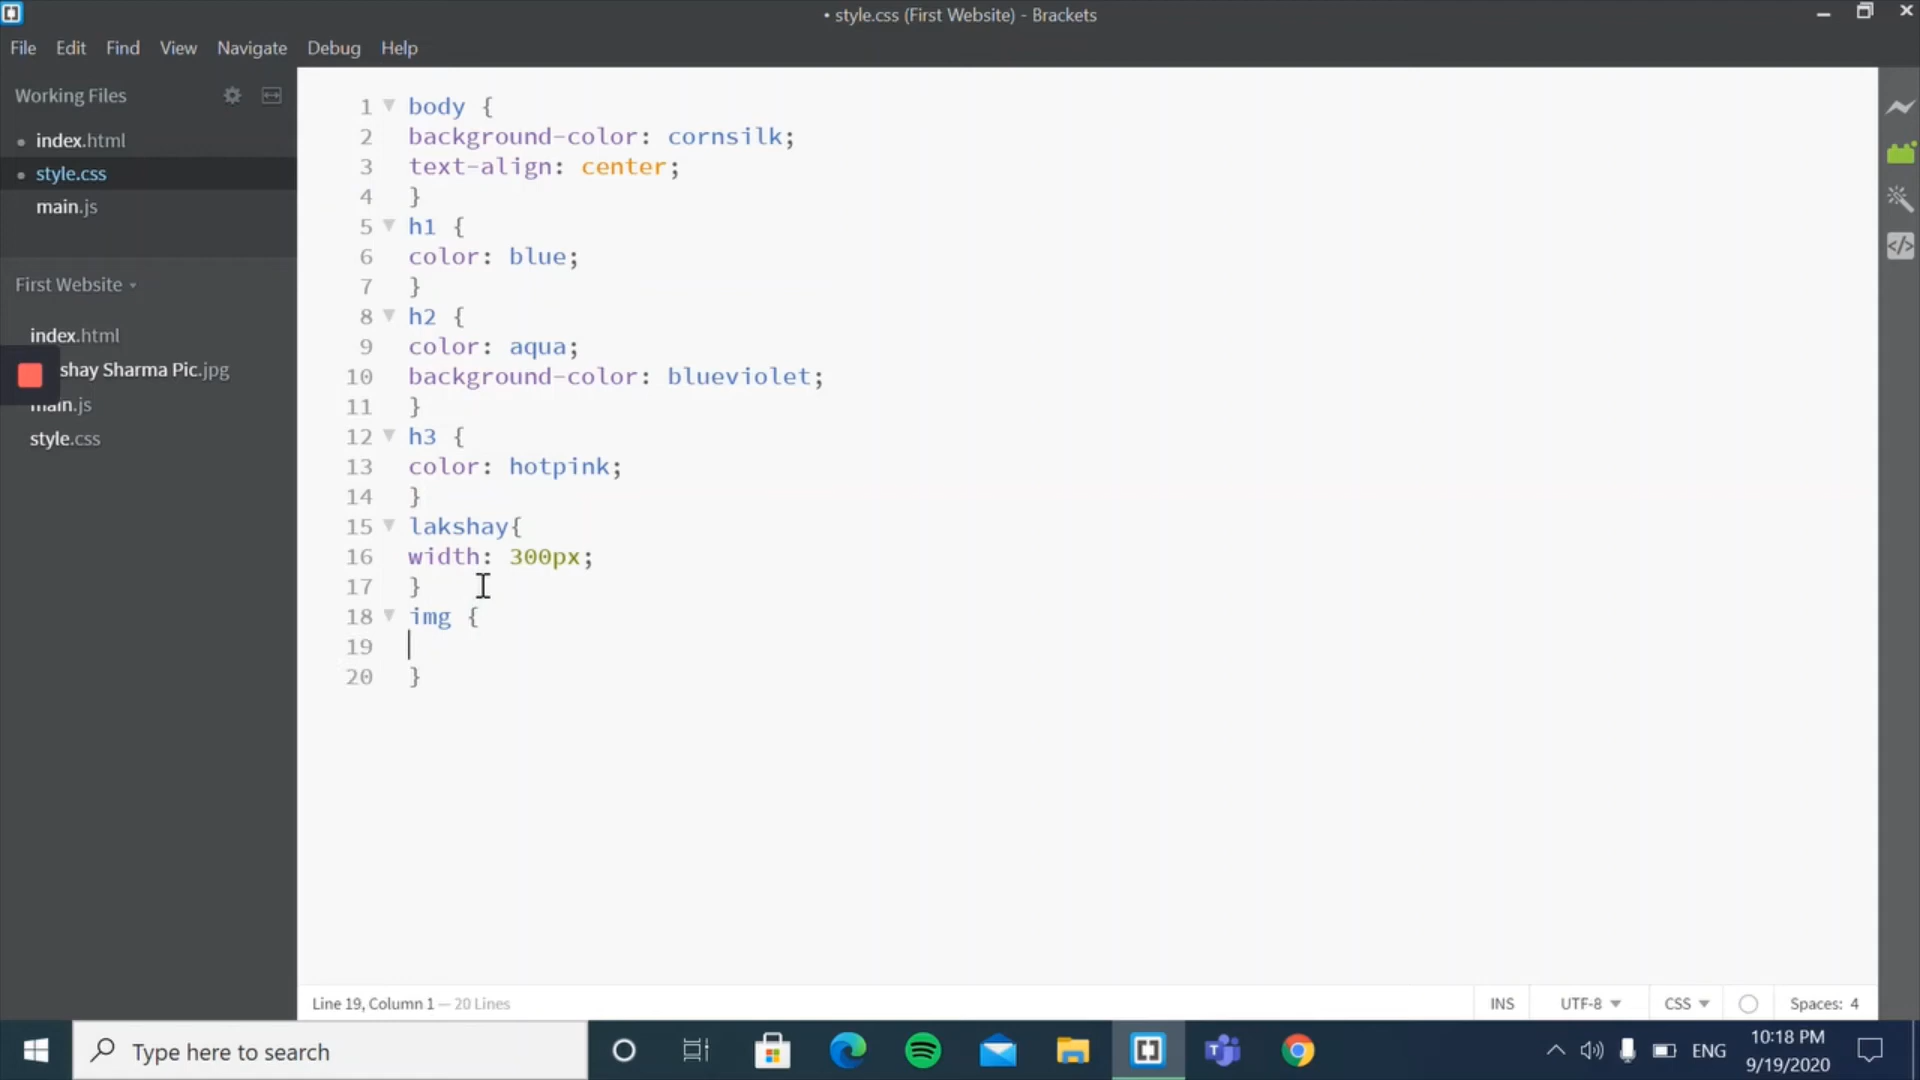 • style.css (First Website) - Brackets
File Edit Find View Navigate Debug Help
Working Files
• index.html
• style.css
main.js
First Website
index.html
shay Sharma Pic.jpg
main.js
style.css
1 body {
2 background-color: cornsilk;
3 text-align: center;
4 }
5 h1 {
6 color: blue;
7 }
8 h2 {
9 color: aqua;
10 background-color: blueviolet;
11 }
12 h3 {
13 color: hotpink;
14 }
15 lakshay{
16 width: 300px;
17 }
18 img {
19
20 }
Line 19, Column 1 — 20 Lines
INS UTF-8 CSS Spaces: 4
Type here to search
ENG
10:18 PM
9/19/2020